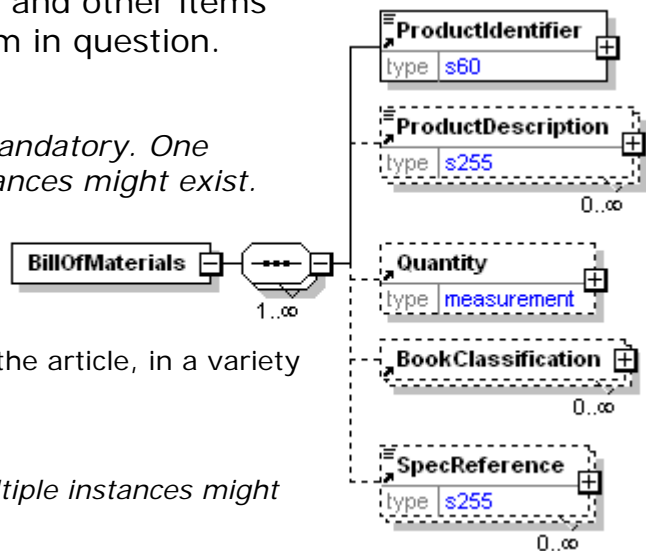 and other items
m in question.
andatory. One
ances might exist.
the article, in a variety
ltiple instances might
BillOfMaterials
1..∞
ProductIdentifier
type s60
ProductDescription
type s255
0..∞
Quantity
type measurement
BookClassification
0..∞
SpecReference
type s255
0..∞